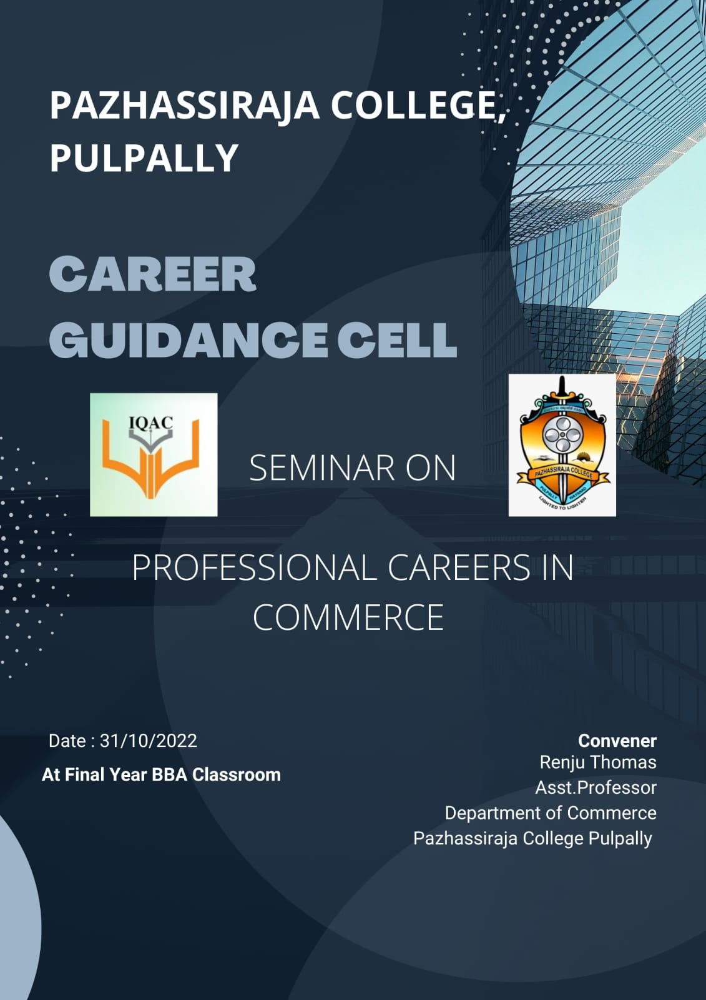 PAZHASSIRAJA COLLEGE,
PULPALLY
CAREER
GUIDANCE CELL
IQAC
SEMINAR ON
PAZHASSIRAJA COLLEGE
PULPALLY WAYANAD
LIGHTED TO LIGHTEN
PROFESSIONAL CAREERS IN
COMMERCE
Date : 31/10/2022
At Final Year BBA Classroom
Convener
Renju Thomas
Asst.Professor
Department of Commerce
Pazhassiraja College Pulpally